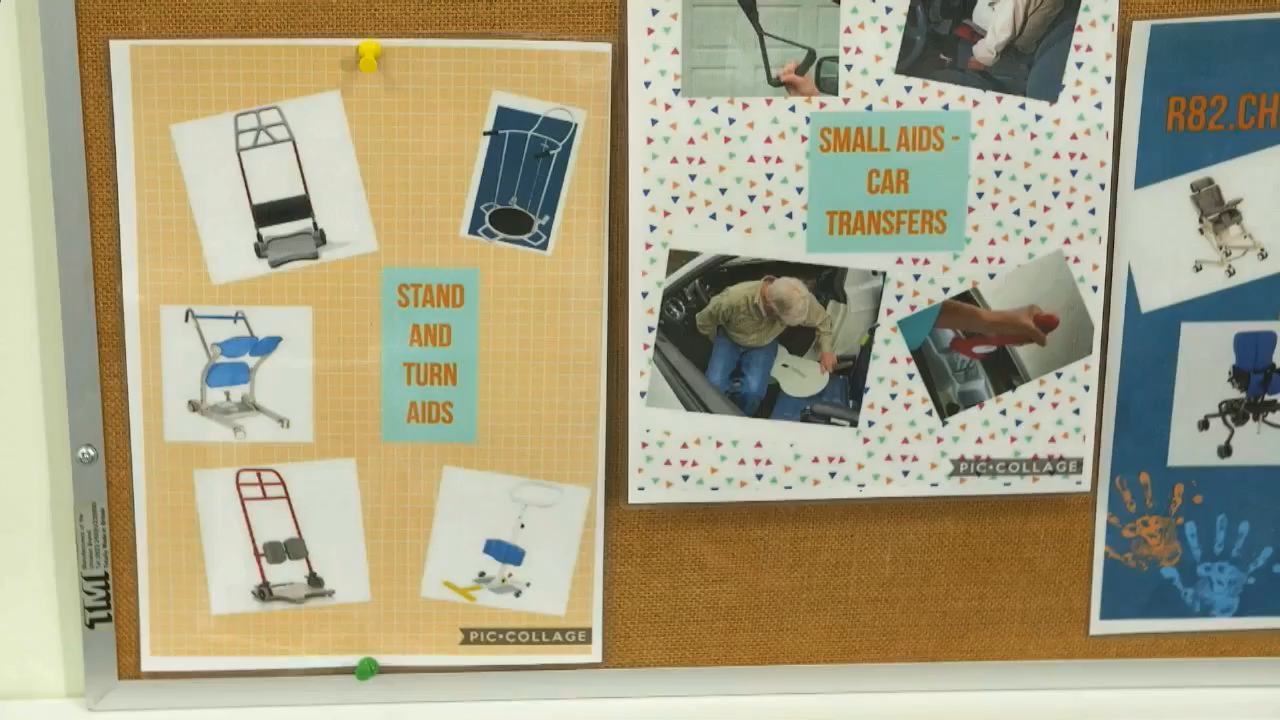 STAND
AND
TURN
AIDS
PIC•COLLAGE
SMALL AIDS -
CAR
TRANSFERS
PIC•COLLAGE
R82.CH